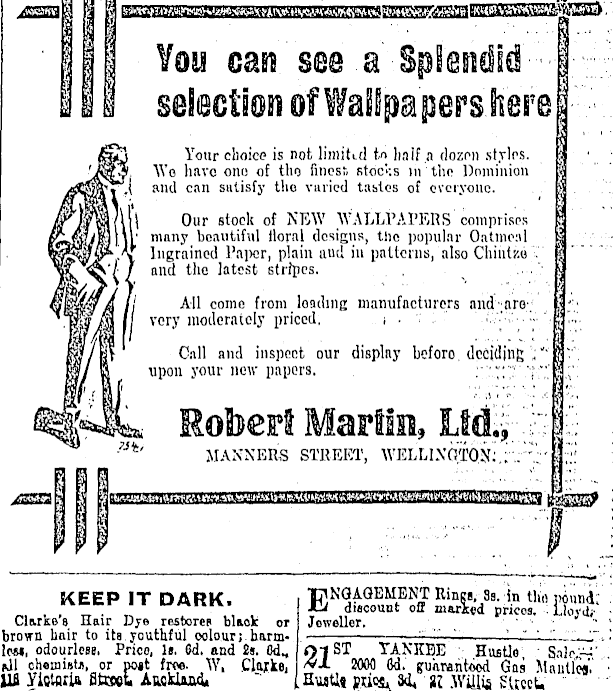 You can see a Splendid
selection of Wallpapers here
Your choice is not limited to half a dozen styles.
We have one of the finest stocks in the Dominion
and can satisfy the varied tastes of everyone.
Our stock of NEW WALLPAPERS comprises
many beautiful floral designs, the popular Oatmeal
Ingrained Paper, plain and in patterns, also Chintze
and the latest stripes.
All come from leading manufacturers and are
very moderately priced.
Call and inspect our display before deciding
upon your new papers.
Robert Martin, Ltd.,
MANNERS STREET, WELLINGTON.
KEEP IT DARK.
Clarke's Hair Dye restores black or
brown hair to its youthful colour; harm-
less, odourless. Price, 1s. 6d. and 2s. 6d.,
all chemists, or post free. W. Clarke,
118 Victoria Street, Auckland.
ENGAGEMENT Rings, 3s. in the pound
discount off marked prices. Lloyd,
Jeweller.
21ST YANKEE Hustle Sale.—
2000 6d. guaranteed Gas Mantles.
Hustle price, 3d. 27 Willis Street.